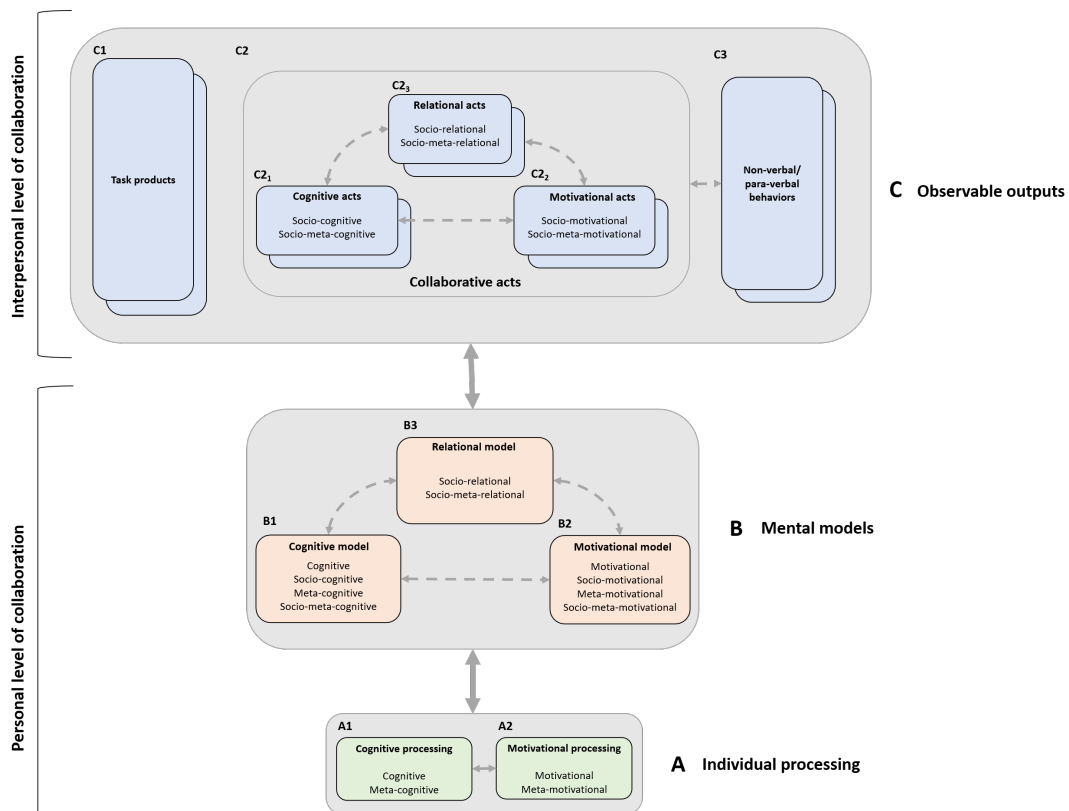 Interpersonal level of collaboration
C1
Task products
C2
C2₃
Relational acts
Socio-relational
Socio-meta-relational
C2₁
Cognitive acts
Socio-cognitive
Socio-meta-cognitive
C2₂
Motivational acts
Socio-motivational
Socio-meta-motivational
Collaborative acts
C3
Non-verbal/
para-verbal
behaviors
C Observable outputs
Personal level of collaboration
B3
Relational model
Socio-relational
Socio-meta-relational
B1
Cognitive model
Cognitive
Socio-cognitive
Meta-cognitive
Socio-meta-cognitive
B2
Motivational model
Motivational
Socio-motivational
Meta-motivational
Socio-meta-motivational
B Mental models
A1
Cognitive processing
Cognitive
Meta-cognitive
A2
Motivational processing
Motivational
Meta-motivational
A Individual processing